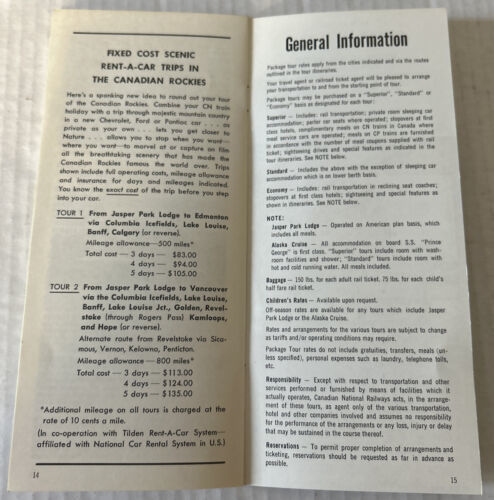 FIXED COST SCENIC
RENT-A-CAR TRIPS IN
THE CANADIAN ROCKIES
Here's a spanking new idea to round out your tour
of the Canadian Rockies. Combine your CN train
holiday with a trip through majestic mountain country
in a new Chevrolet, Ford or Pontiac car . . . as
private as your own . . . lets you get closer to
Nature . . . allows you to stop when you want—
where you want—to marvel at or capture on film
all the breathtaking scenery that has made the
Canadian Rockies famous the world over. Trips
shown include full operating costs, mileage allowance
and insurance for days and mileages indicated.
You know the exact cost of the trip before you step
into your car.
TOUR 1 From Jasper Park Lodge to Edmonton
via Columbia Icefields, Lake Louise,
Banff, Calgary (or reverse).
Mileage allowance—500 miles*
Total cost — 3 days — $83.00
4 days — $94.00
5 days — $105.00
TOUR 2 From Jasper Park Lodge to Vancouver
via the Columbia Icefields, Lake Louise,
Banff, Lake Louise Jct., Golden, Revel-
stoke (through Rogers Pass) Kamloops,
and Hope (or reverse).
Alternate route from Revelstoke via Sica-
mous, Vernon, Kelowna, Penticton.
Mileage allowance — 800 miles*
Total cost — 3 days — $113.00
4 days — $124.00
5 days — $135.00
*Additional mileage on all tours is charged at the
rate of 10 cents a mile.
(In co-operation with Tilden Rent-A-Car System—
affiliated with National Car Rental System in U.S.)
14
General Information
Package tour rates apply from the cities indicated and via the routes
outlined in the tour itineraries.
Your travel agent or railroad ticket agent will be pleased to arrange
your transportation to and from the starting point of tour.
Package tours may be purchased on a "Superior", "Standard" or
"Economy" basis as designated for each tour:
Superior — Includes: rail transportation; private room sleeping car
accommodation; parlor car seats where operated; stopovers at first
class hotels, complimentary meals on CN trains in Canada where
meal service cars are operated; meals on CP trains are furnished
in accordance with the number of meal coupons supplied with rail
ticket; sightseeing drives and special features as indicated in the
tour itineraries. See NOTE below.
Standard — Includes the above with the exception of sleeping car
accommodation which is on lower berth basis.
Economy — Includes: rail transportation in reclining seat coaches;
stopovers at first class hotels; sightseeing and special features as
shown in itineraries. See NOTE below.
NOTE:
Jasper Park Lodge — Operated on American plan basis, which
includes all meals.
Alaska Cruise — All accommodation on board S.S. "Prince
George" is first class. "Superior" tours include room with wash-
room facilities and shower; "Standard" tours include room with
hot and cold running water. All meals included.
Baggage — 150 lbs. for each adult rail ticket, 75 lbs. for each child's
half fare rail ticket.
Children's Rates — Available upon request.
Off-season rates are available for any tours which include Jasper
Park Lodge or the Alaska Cruise.
Rates and arrangements for the various tours are subject to change
as tariffs and/or operating conditions may require.
Package Tour rates do not include gratuities, transfers, meals (un-
less specified), personal expenses such as laundry, telephone tolls,
etc.
Responsibility — Except with respect to transportation and other
services performed or furnished by means of facilities which it
actually operates, Canadian National Railways acts, in the arrange-
ment of these tours, as agent only of the various transportation,
hotel and other companies involved and assumes no responsibility
for the performance of the arrangements or any loss, injury or delay
that may be sustained in the course thereof.
Reservations — To permit proper completion of arrangements and
ticketing, reservations should be requested as far in advance as
possible.
15